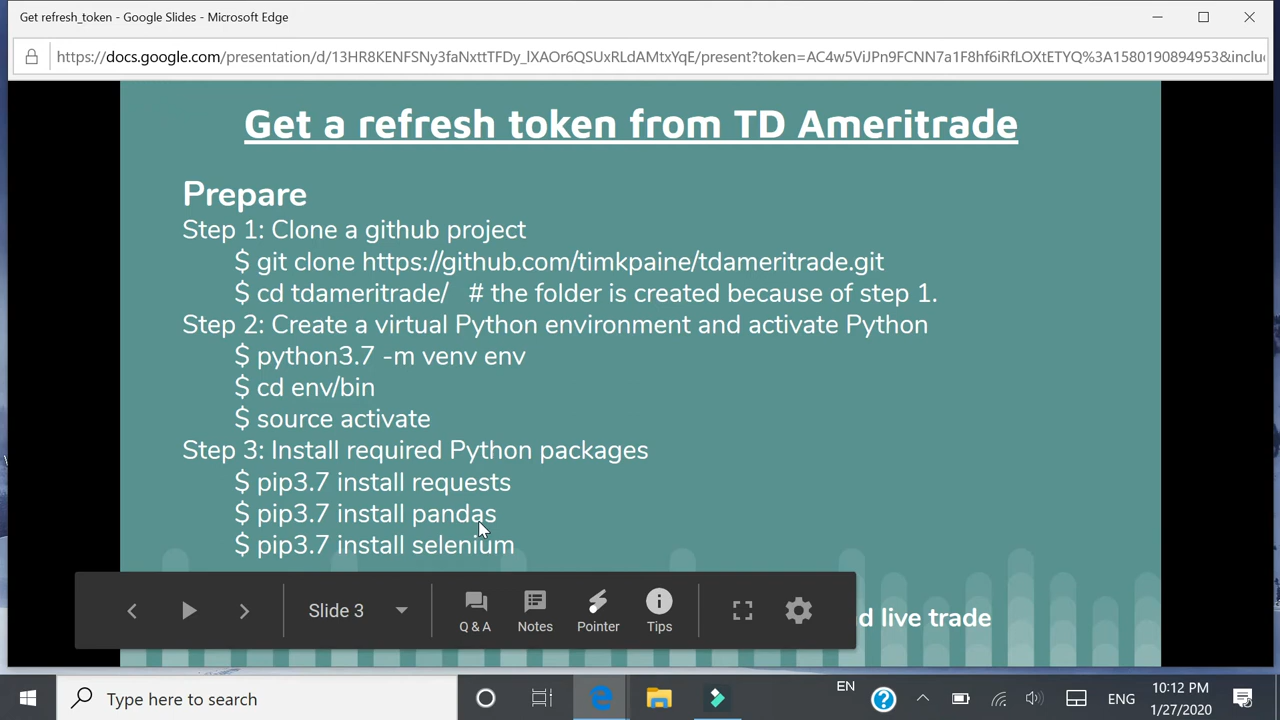 Get refresh_token - Google Slides - Microsoft Edge
https://docs.google.com/presentation/d/13HR8KENFSNy3faNxttTFDy_lXAOr6QSUxRLdAMtxYqE/present?token=AC4w5ViJPn9FCNN7a1F8hf6iRfLOXtETYQ%3A1580190894953&inclu
Get a refresh token from TD Ameritrade
Prepare
Step 1: Clone a github project
$ git clone https://github.com/timkpaine/tdameritrade.git
$ cd tdameritrade/ # the folder is created because of step 1.
Step 2: Create a virtual Python environment and activate Python
$ python3.7 -m venv env
$ cd env/bin
$ source activate
Step 3: Install required Python packages
$ pip3.7 install requests
$ pip3.7 install pandas
$ pip3.7 install selenium
Slide 3
Q & A
Notes
Pointer
Tips
d live trade
Type here to search
EN
ENG
10:12 PM
1/27/2020